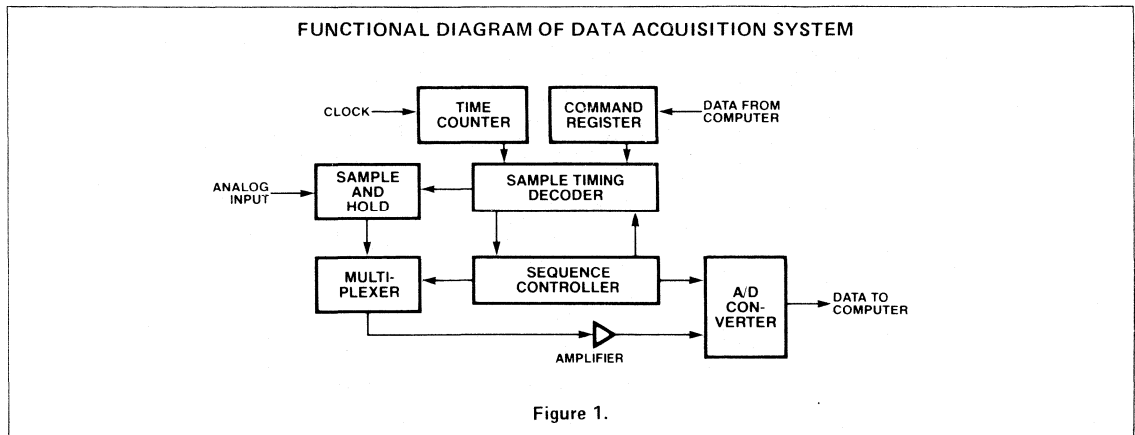 FUNCTIONAL DIAGRAM OF DATA ACQUISITION SYSTEM
CLOCK
TIME
COUNTER
COMMAND
REGISTER
DATA FROM
COMPUTER
ANALOG
INPUT
SAMPLE
AND
HOLD
SAMPLE TIMING
DECODER
MULTI-
PLEXER
SEQUENCE
CONTROLLER
A/D
CON-
VERTER
DATA TO
COMPUTER
AMPLIFIER
Figure 1.